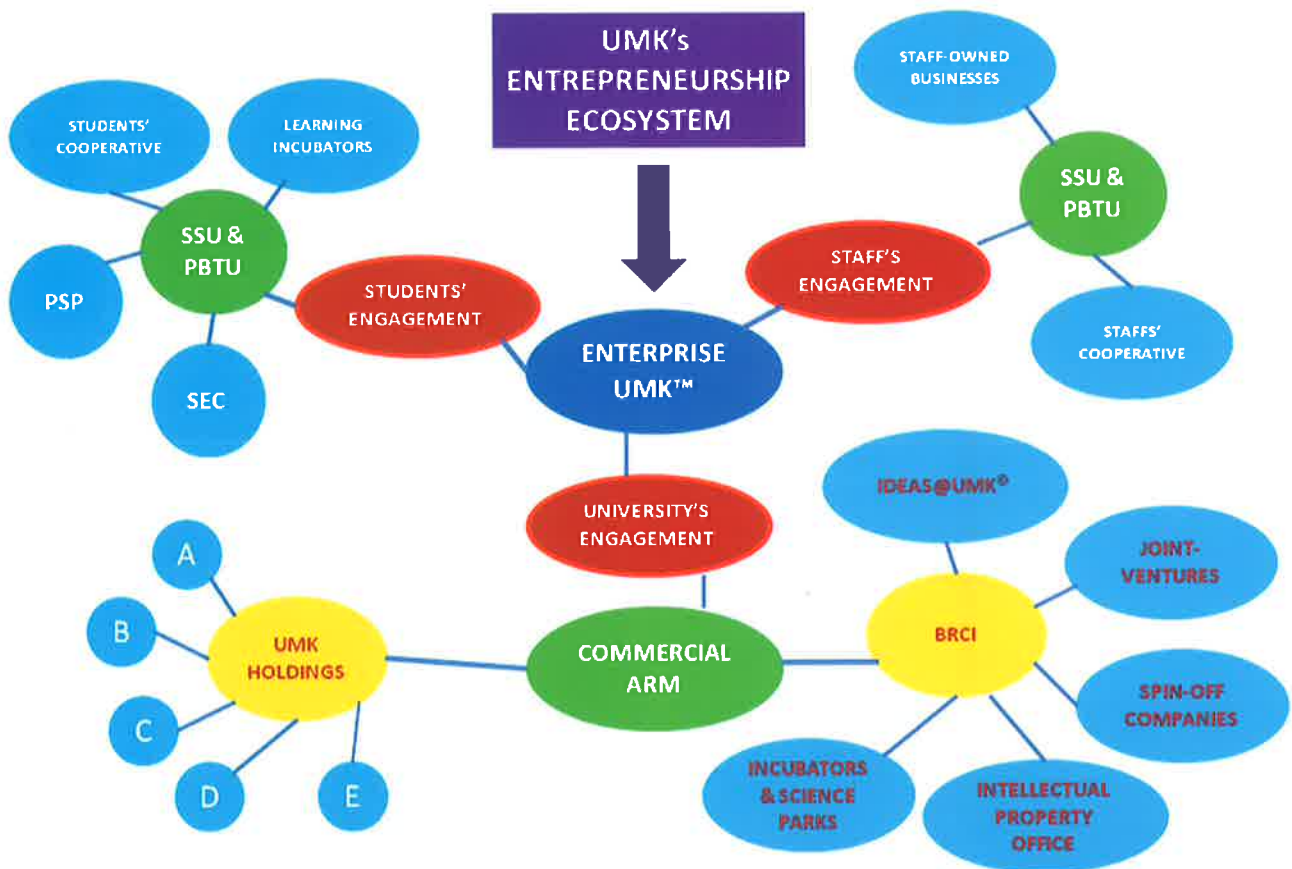 UMK's
ENTREPRENEURSHIP
ECOSYSTEM
STAFF-OWNED
BUSINESSES
STUDENTS'
COOPERATIVE
LEARNING
INCUBATORS
SSU &
PBTU
SSU &
PBTU
PSP
SEC
STUDENTS'
ENGAGEMENT
STAFF'S
ENGAGEMENT
STAFFS'
COOPERATIVE
ENTERPRISE
UMK™
UNIVERSITY'S
ENGAGEMENT
IDEAS@UMK©
JOINT-
VENTURES
A
B
C
D
E
UMK
HOLDINGS
COMMERCIAL
ARM
BRCI
SPIN-OFF
COMPANIES
INCUBATORS
& SCIENCE
PARKS
INTELLECTUAL
PROPERTY
OFFICE